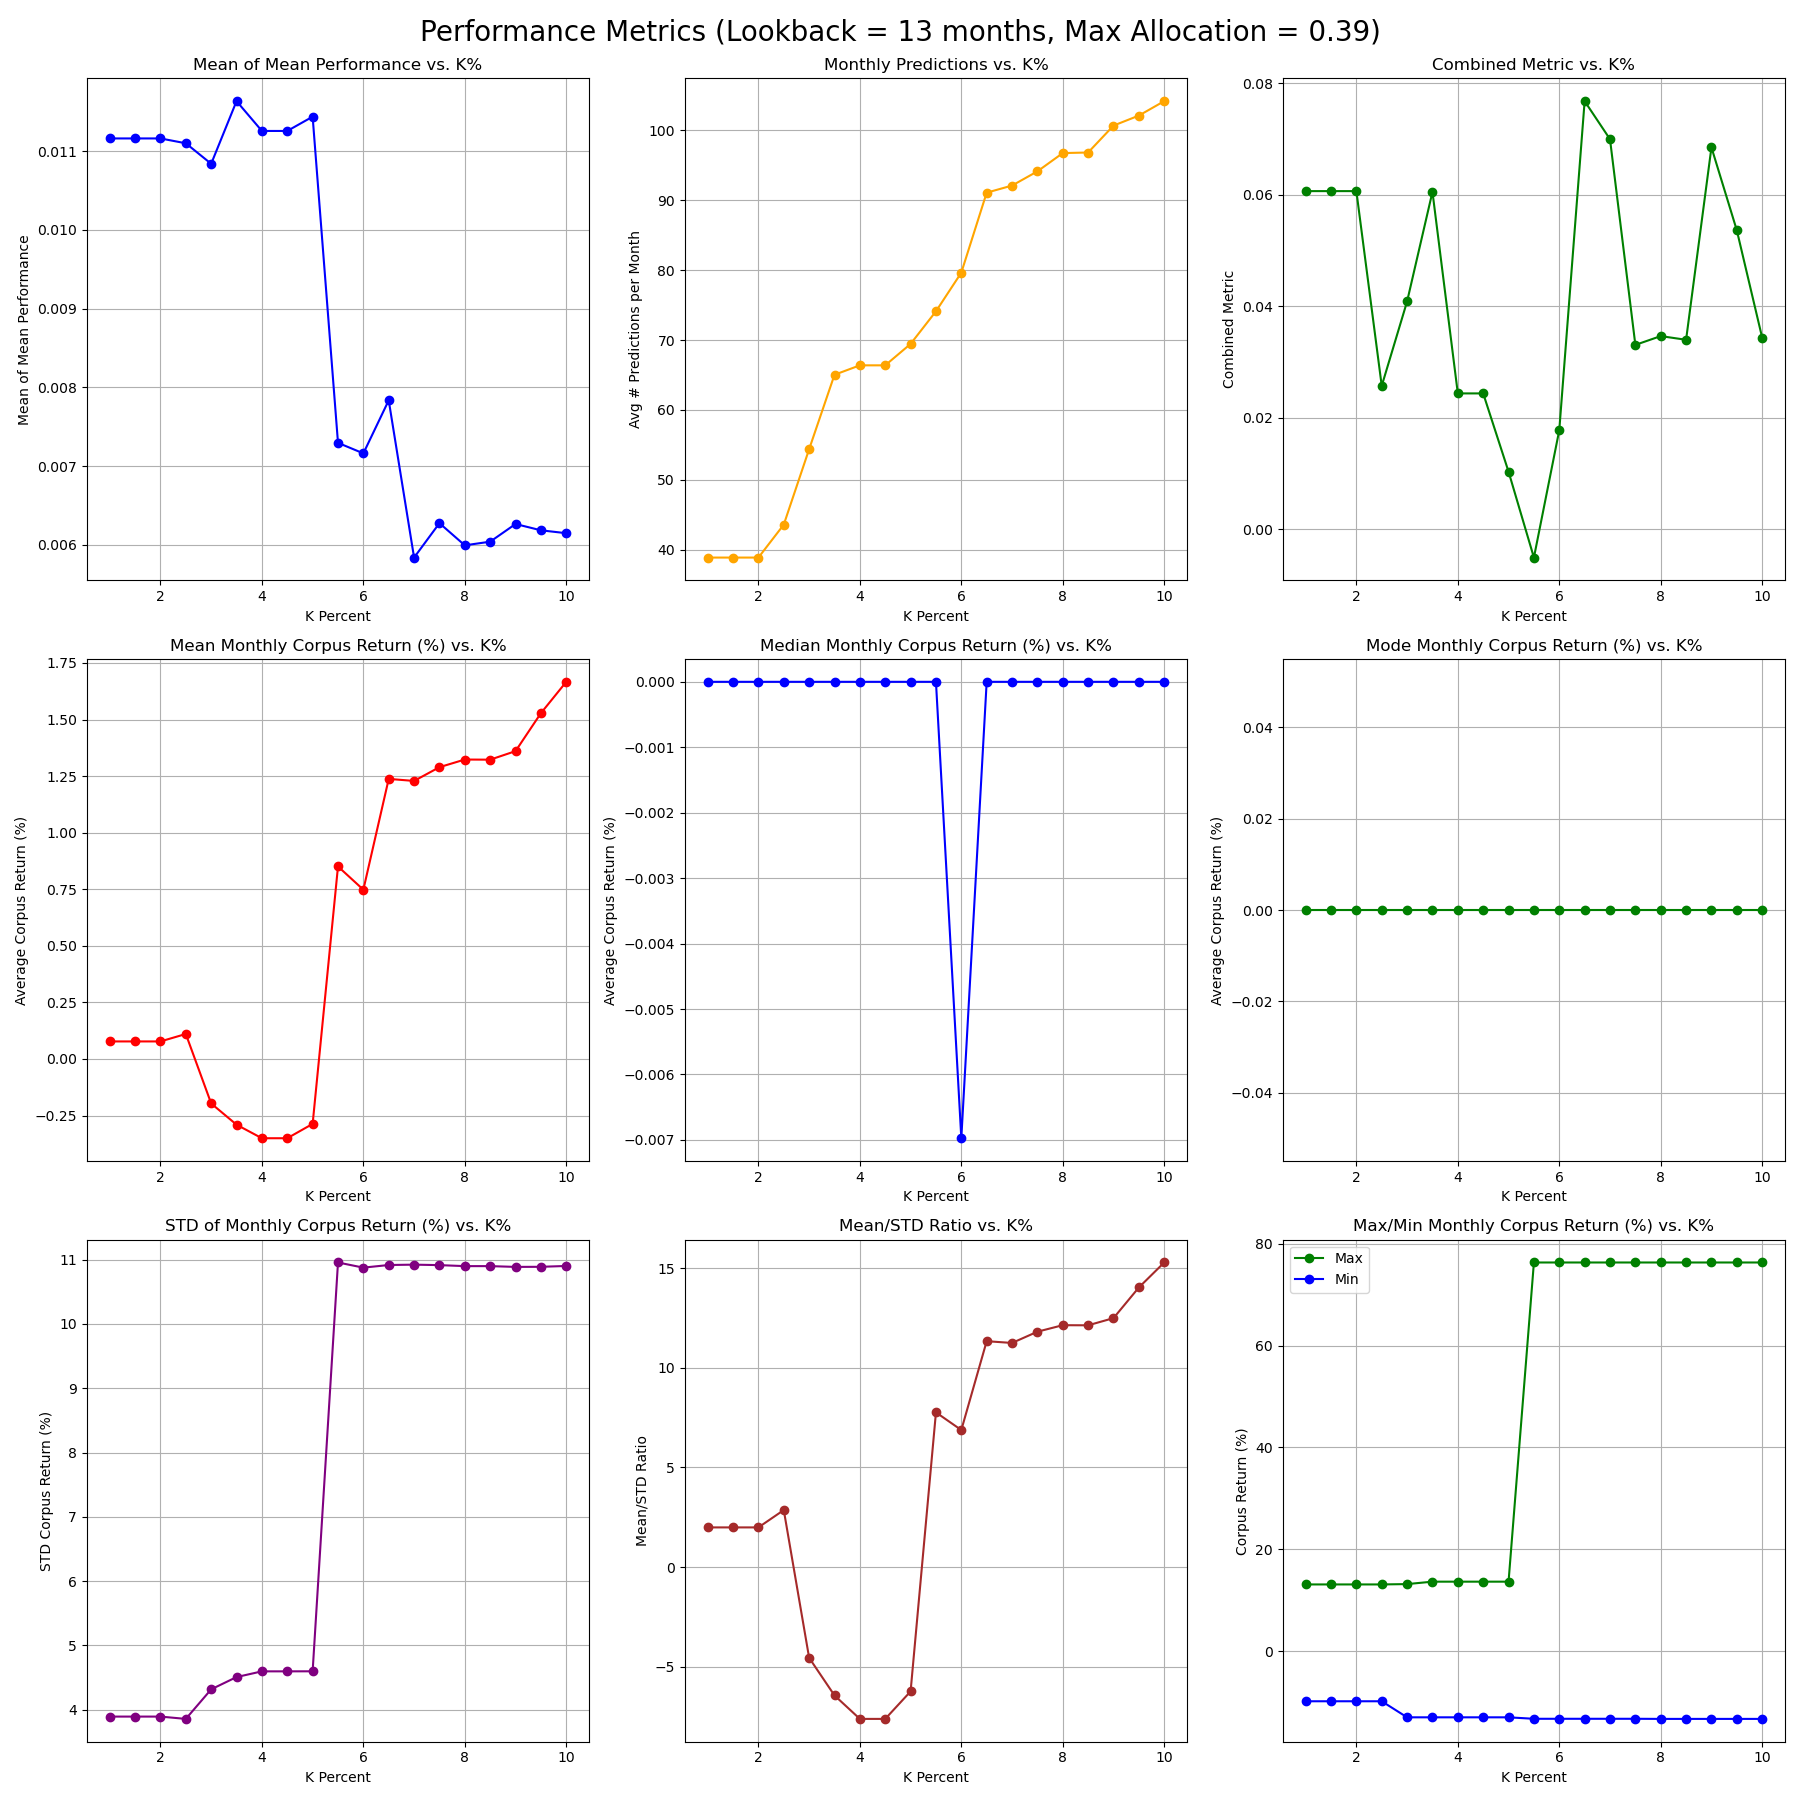 Performance Metrics (Lookback = 13 months, Max Allocation = 0.39)
Mean of Mean Performance vs. K%
Mean of Mean Performance
0.011
0.010
0.009
0.008
0.007
0.006
2 4 6 8 10
K Percent
Monthly Predictions vs. K%
Avg # Predictions per Month
100
90
80
70
60
50
40
2 4 6 8 10
K Percent
Combined Metric vs. K%
Combined Metric
0.08
0.06
0.04
0.02
0.00
2 4 6 8 10
K Percent
Mean Monthly Corpus Return (%) vs. K%
Average Corpus Return (%)
1.75
1.50
1.25
1.00
0.75
0.50
0.25
0.00
−0.25
2 4 6 8 10
K Percent
Median Monthly Corpus Return (%) vs. K%
Average Corpus Return (%)
0.000
−0.001
−0.002
−0.003
−0.004
−0.005
−0.006
−0.007
2 4 6 8 10
K Percent
Mode Monthly Corpus Return (%) vs. K%
Average Corpus Return (%)
0.04
0.02
0.00
−0.02
−0.04
2 4 6 8 10
K Percent
STD of Monthly Corpus Return (%) vs. K%
STD Corpus Return (%)
11
10
9
8
7
6
5
4
2 4 6 8 10
K Percent
Mean/STD Ratio vs. K%
Mean/STD Ratio
15
10
5
0
−5
2 4 6 8 10
K Percent
Max/Min Monthly Corpus Return (%) vs. K%
Corpus Return (%)
Max
Min
80
60
40
20
0
2 4 6 8 10
K Percent